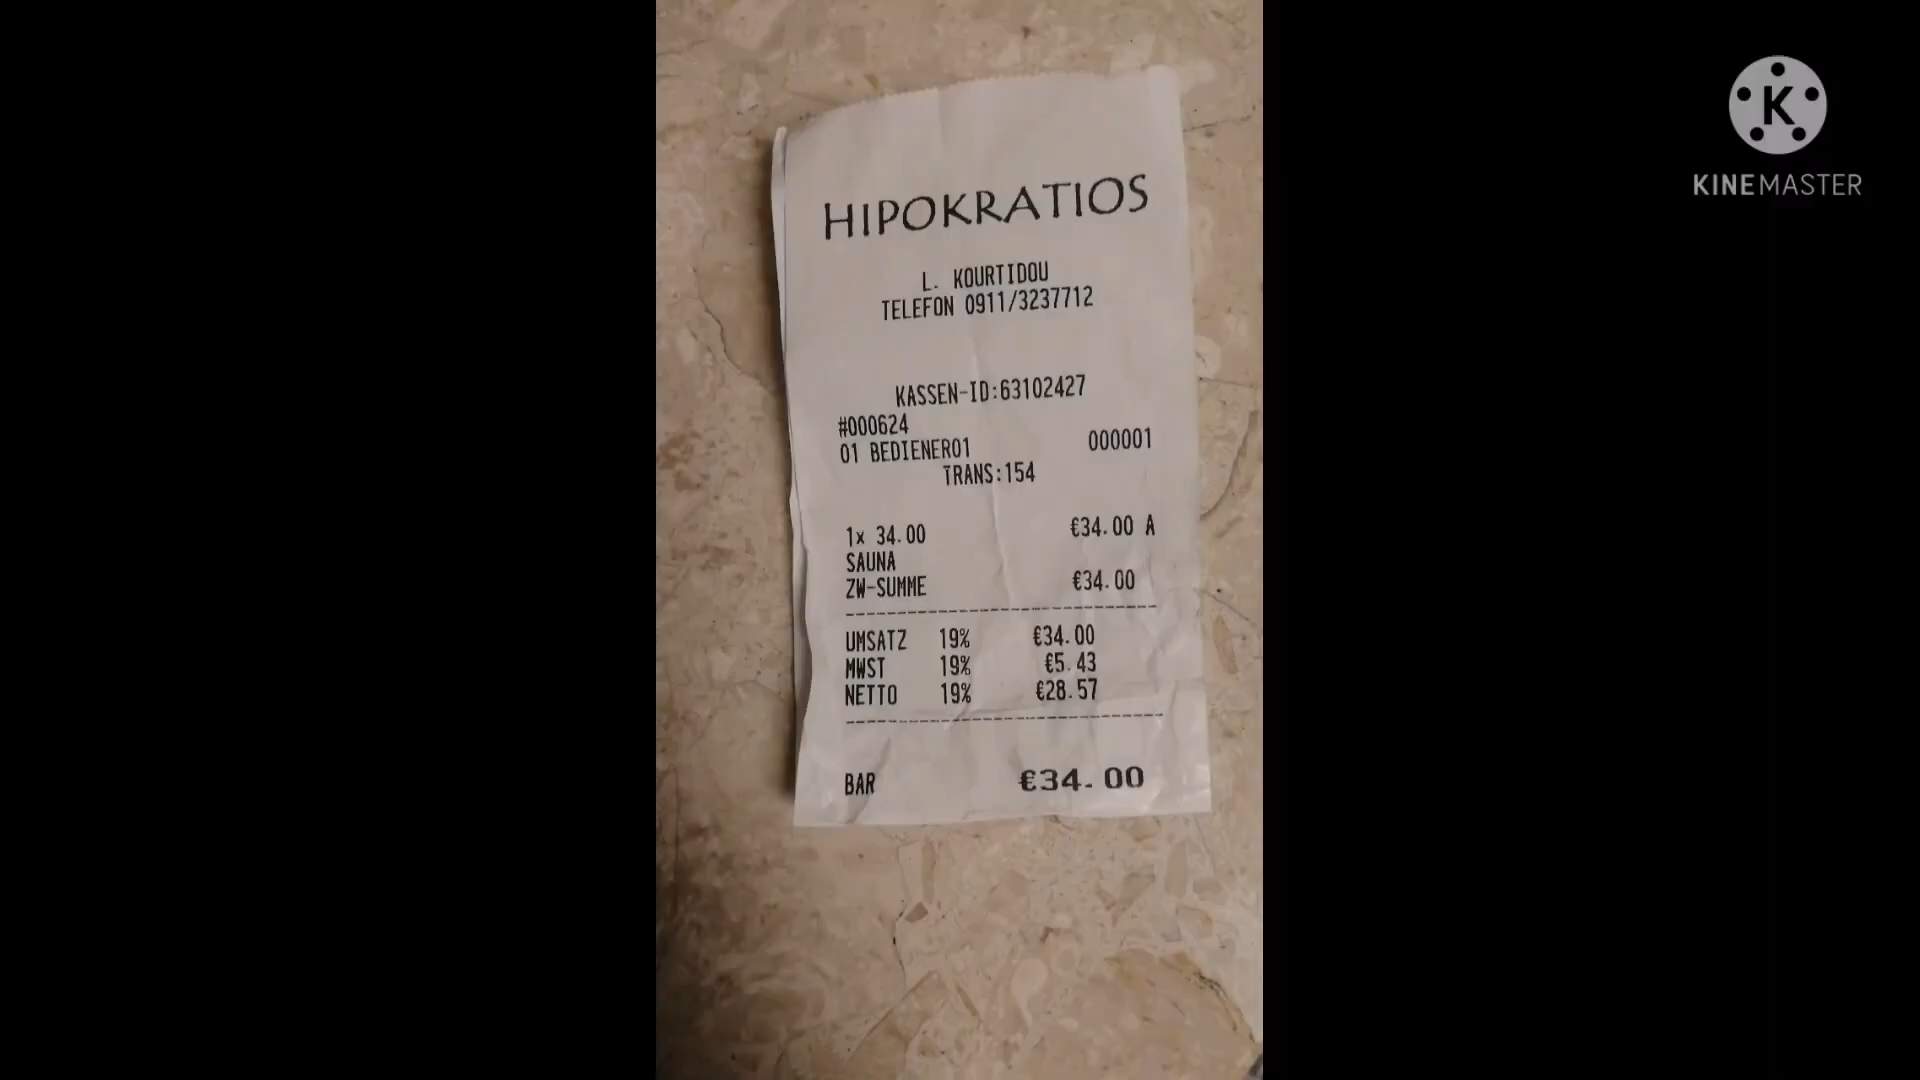 HIPOKRATIOS
L. KOURTIDOU
TELEFON 0911/3237712
KASSEN-ID:63102427
#000624
01 BEDIENER01 000001
TRANS:154
1x 34.00 €34.00 A
SAUNA
ZW-SUMME €34.00
UMSATZ 19% €34.00
MWST 19% €5.43
NETTO 19% €28.57
BAR €34.00
K
KINEMASTER